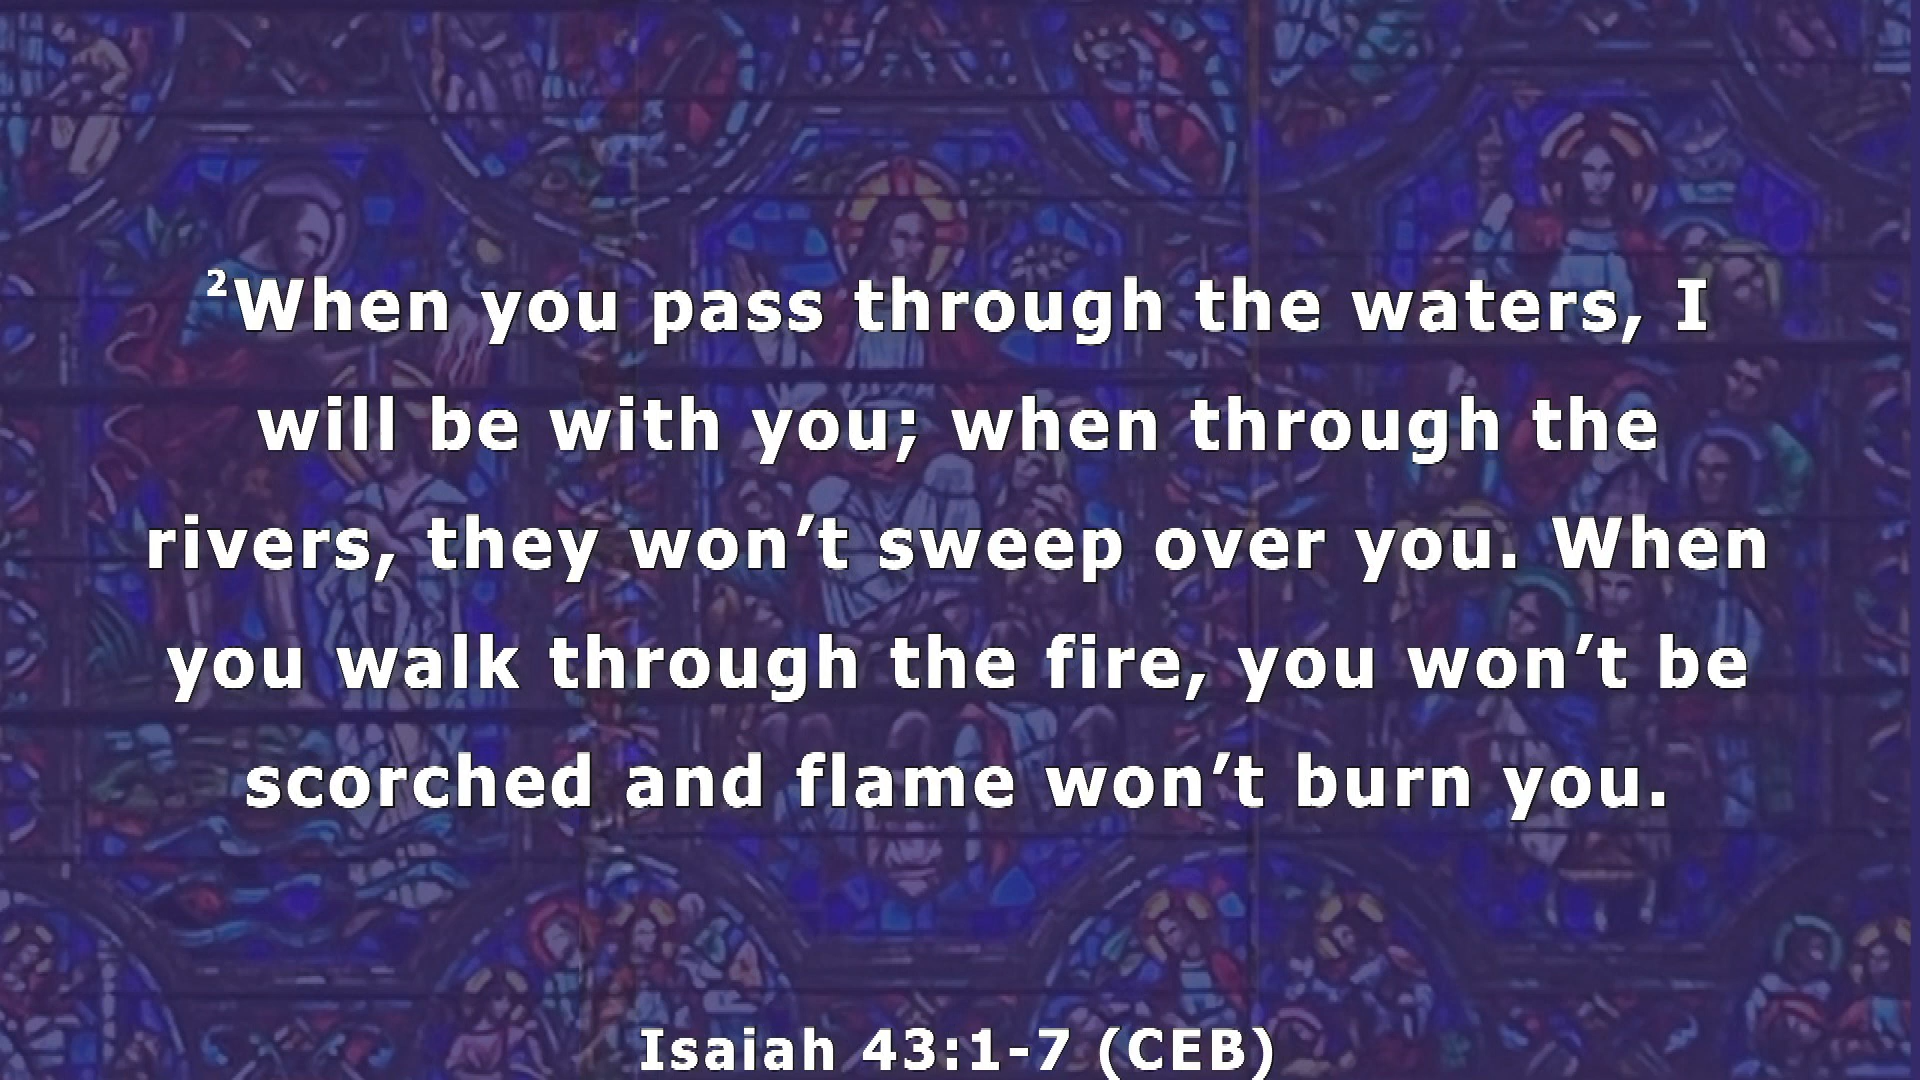 ²When you pass through the waters, I
will be with you; when through the
rivers, they won’t sweep over you. When
you walk through the fire, you won’t be
scorched and flame won’t burn you.
Isaiah 43:1-7 (CEB)